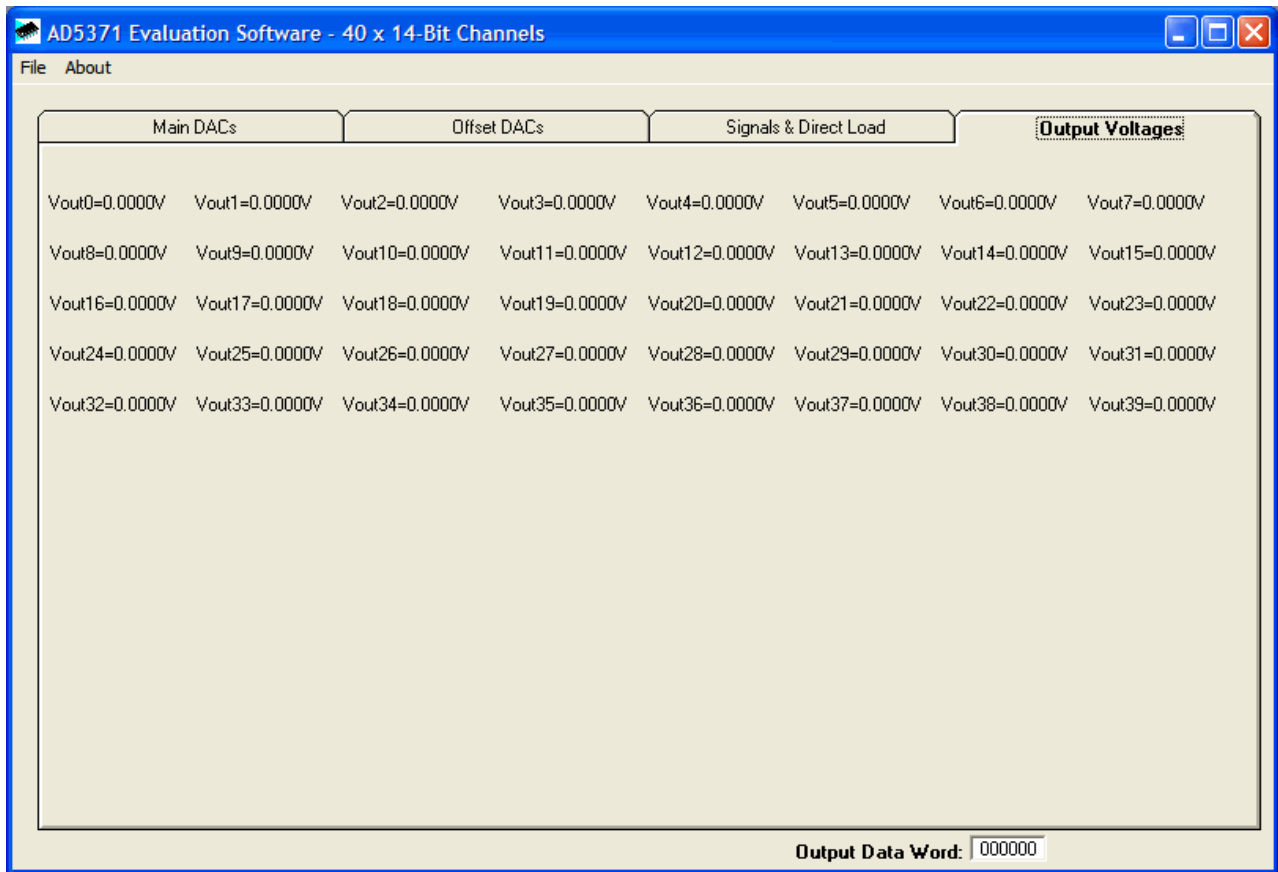 AD5371 Evaluation Software - 40 x 14-Bit Channels
File About
Main DACs Offset DACs Signals & Direct Load Output Voltages
Vout0=0.0000V Vout1=0.0000V Vout2=0.0000V Vout3=0.0000V Vout4=0.0000V Vout5=0.0000V Vout6=0.0000V Vout7=0.0000V
Vout8=0.0000V Vout9=0.0000V Vout10=0.0000V Vout11=0.0000V Vout12=0.0000V Vout13=0.0000V Vout14=0.0000V Vout15=0.0000V
Vout16=0.0000V Vout17=0.0000V Vout18=0.0000V Vout19=0.0000V Vout20=0.0000V Vout21=0.0000V Vout22=0.0000V Vout23=0.0000V
Vout24=0.0000V Vout25=0.0000V Vout26=0.0000V Vout27=0.0000V Vout28=0.0000V Vout29=0.0000V Vout30=0.0000V Vout31=0.0000V
Vout32=0.0000V Vout33=0.0000V Vout34=0.0000V Vout35=0.0000V Vout36=0.0000V Vout37=0.0000V Vout38=0.0000V Vout39=0.0000V
Output Data Word: 000000